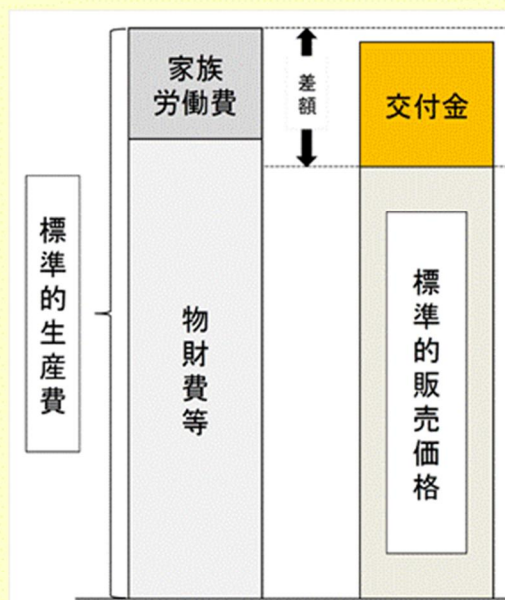 家族
労働費
差額
交付金
標準的生産費
物財費等
標準的販売価格